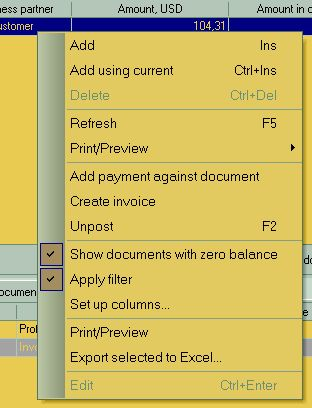 ness partner Amount, USD Amount in c
ustomer 104,31
Add Ins
Add using current Ctrl+Ins
Delete Ctrl+Del
Refresh F5
Print/Preview
Add payment against document
Create invoice
Unpost F2
Show documents with zero balance
Apply filter
Set up columns...
Print/Preview
Export selected to Excel...
Edit Ctrl+Enter
do
ocumen
e
Prof
Invo